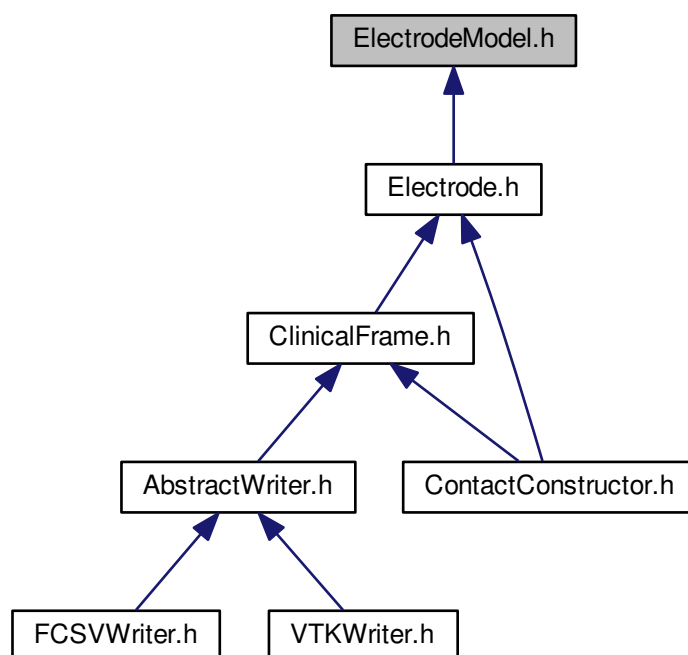 ElectrodeModel.h
Electrode.h
ClinicalFrame.h
AbstractWriter.h
ContactConstructor.h
FCSVWriter.h
VTKWriter.h